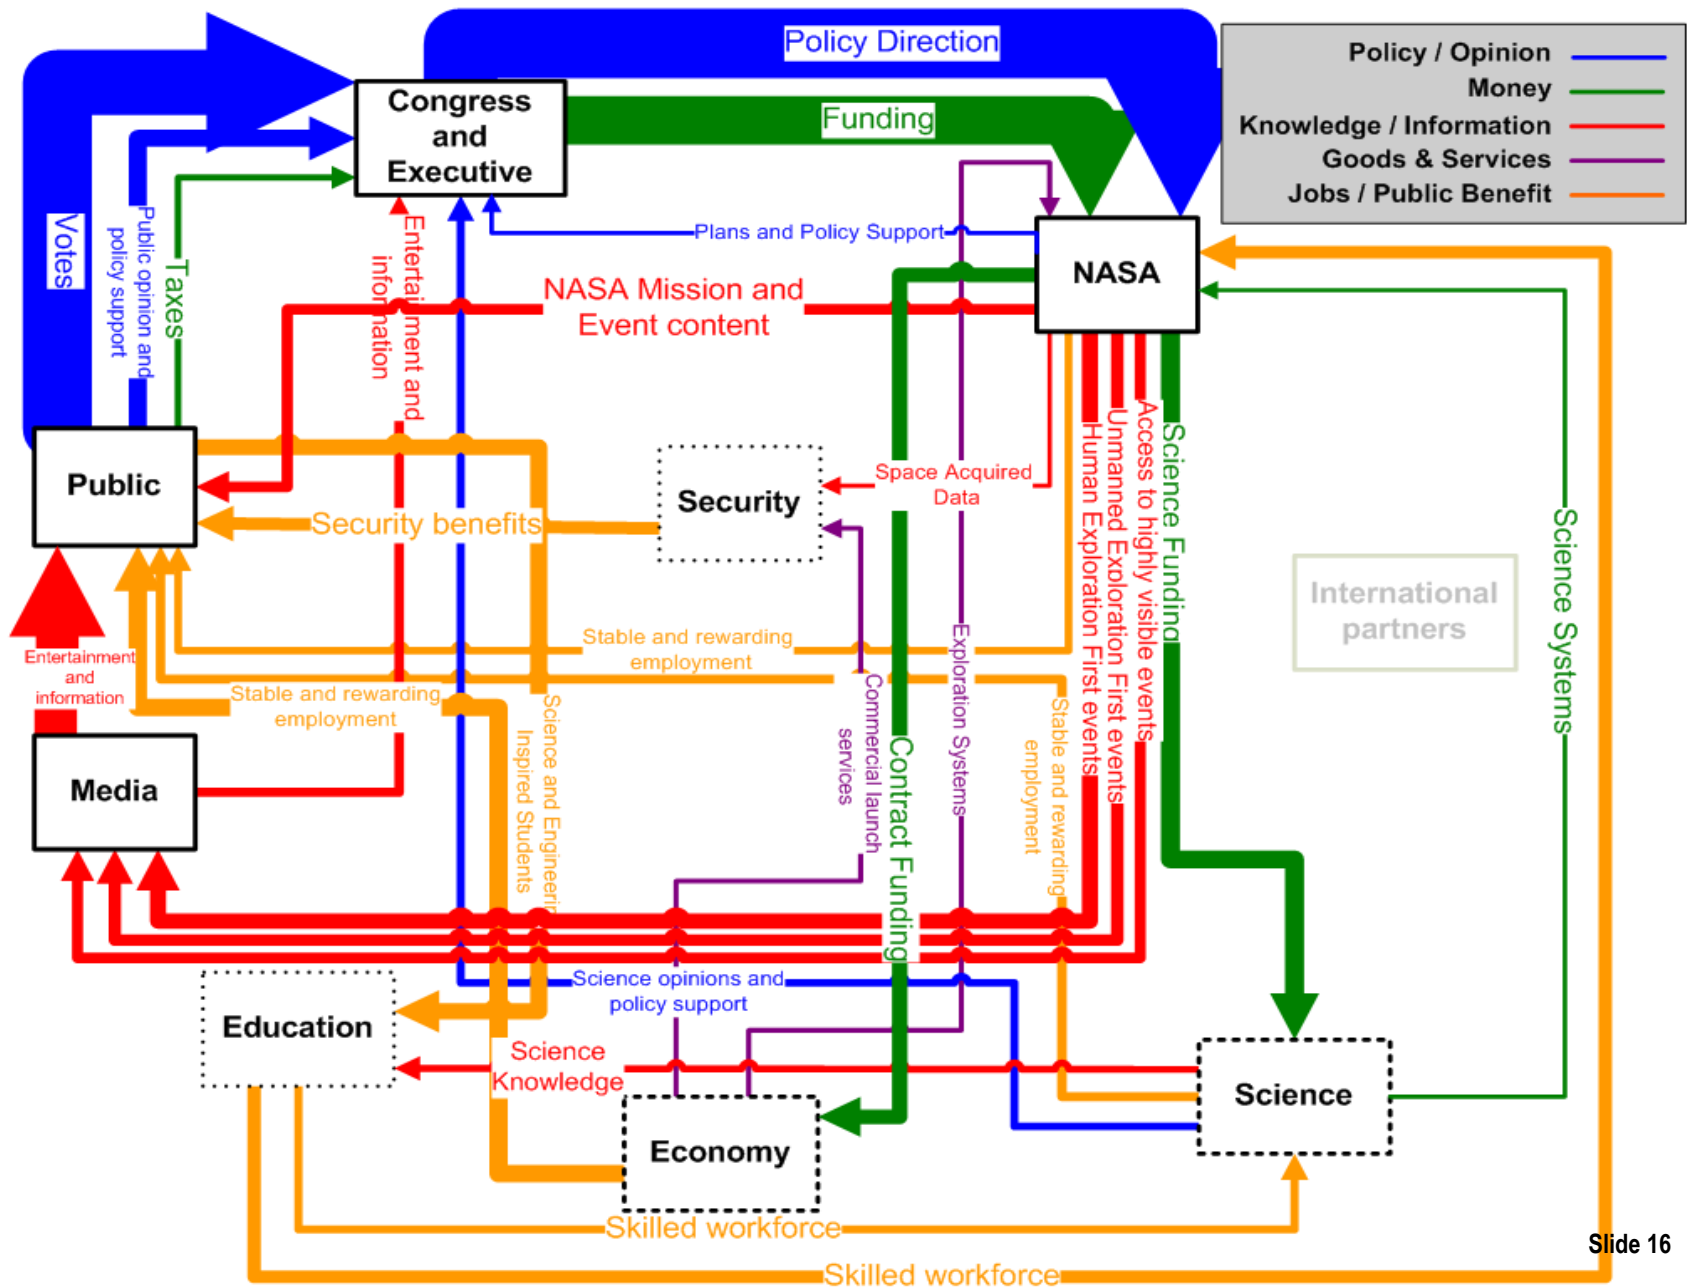 Policy Direction
Policy / Opinion
Money
Knowledge / Information
Goods & Services
Jobs / Public Benefit
Congress
and
Executive
Funding
Votes
Public opinion and
policy support
Taxes
Entertainment and
information
Plans and Policy Support
NASA
NASA Mission and
Event content
Public
Security
Space Acquired
Data
Security benefits
Human Exploration First events
Unmanned Exploration First events
Access to highly visible events
Science Funding
International
partners
Science Systems
Stable and rewarding
employment
Entertainment
and
information
Stable and rewarding
employment
Science and Engineerin
Inspired Students
Commercial launch
services
Contract Funding
Exploration Systems
Stable and rewarding
employment
Media
Science opinions and
policy support
Education
Science
Knowledge
Economy
Science
Skilled workforce
Slide 16
Skilled workforce